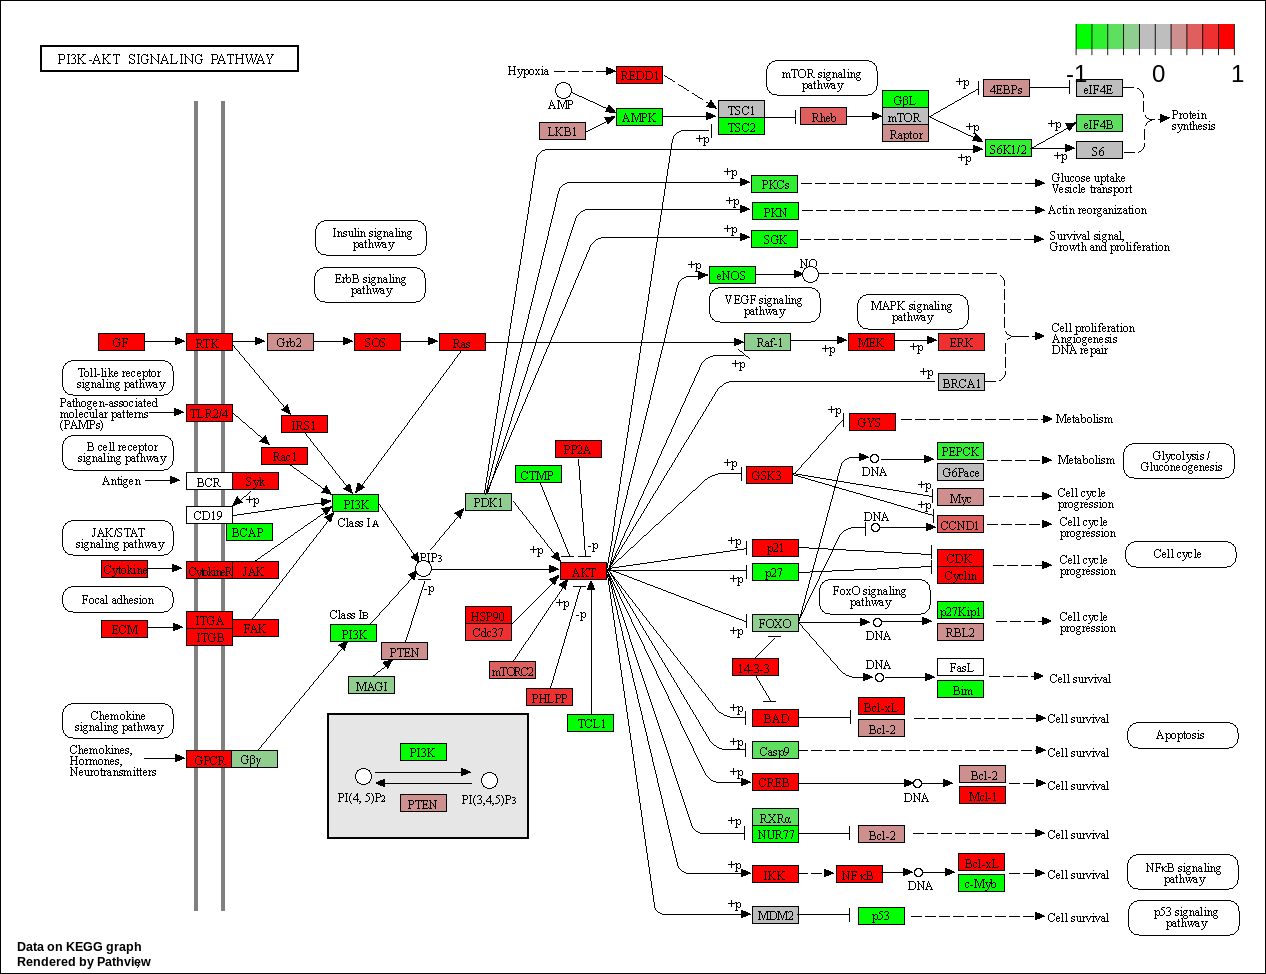 PI3K-AKT SIGNALING PATHWAY
-1
0
1
Hypoxia
REDD1
mTOR signaling
pathway
AMP
LKB1
AMPK
TSC1
TSC2
+p
Rheb
GβL
mTOR
Raptor
+p
4EBPs
eIF4E
+p
S6K1/2
+p
+p
eIF4B
+p
S6
Protein
synthesis
+p
PKCs
Glucose uptake
Vesicle transport
+p
PKN
Actin reorganization
+p
SGK
Survival signal,
Growth and proliferation
Insulin signaling
pathway
ErbB signaling
pathway
+p
eNOS
NO
VEGF signaling
pathway
MAPK signaling
pathway
GF
RTK
Grb2
SOS
Ras
Raf-1
+p
+p
MEK
+p
ERK
Cell proliferation
Angiogenesis
DNA repair
+p
BRCA1
Toll-like receptor
signaling pathway
Pathogen-associated
molecular patterns
(PAMPs)
TLR2/4
IRS1
Rac1
B cell receptor
signaling pathway
Antigen
BCR
Syk
+p
CD19
BCAP
PI3K
Class IA
PDK1
CTMP
PP2A
+p
-p
+p
GYS
Metabolism
+p
GSK3
DNA
PEPCK
G6Pace
Metabolism
Glycolysis /
Gluconeogenesis
+p
Myc
Cell cycle
progression
+p
DNA
CCND1
Cell cycle
progression
JAK/STAT
signaling pathway
Cytokine
CytokineR
JAK
PIP3
-p
AKT
+p
p21
+p
p27
CDK
Cyclin
Cell cycle
progression
Cell cycle
Focal adhesion
ECM
ITGA
ITGB
FAK
Class IB
PI3K
PTEN
MAGI
HSP90
Cdc37
+p
-p
mTORC2
PHLPP
TCL1
FoxO signaling
pathway
FOXO
+p
DNA
p27Kip1
RBL2
Cell cycle
progression
14-3-3
DNA
FasL
Bim
Cell survival
Chemokine
signaling pathway
Chemokines,
Hormones,
Neurotransmitters
GPCR
Gβγ
PI3K
PI(4, 5)P2
PI(3,4,5)P3
PTEN
+p
BAD
Bcl-xL
Bcl-2
Cell survival
Apoptosis
+p
Casp9
Cell survival
+p
CREB
DNA
Bcl-2
Mcl-1
Cell survival
+p
RXRα
NUR77
Bcl-2
Cell survival
+p
IKK
NFκB
DNA
Bcl-xL
c-Myb
Cell survival
NFκB signaling
pathway
+p
MDM2
p53
Cell survival
p53 signaling
pathway
Data on KEGG graph
Rendered by Pathview